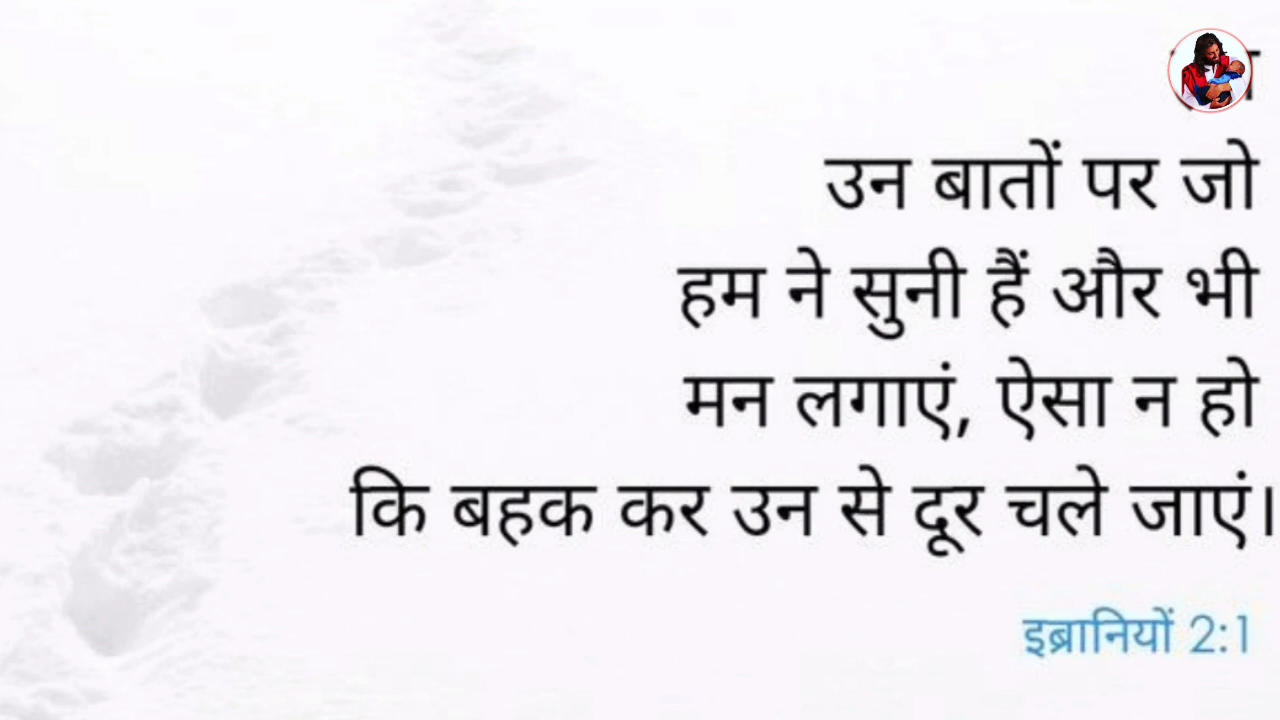 उन बातों पर जो
हम ने सुनी हैं और भी
मन लगाएं, ऐसा न हो
कि बहक कर उन से दूर चले जाएं।
इब्रानियों 2:1